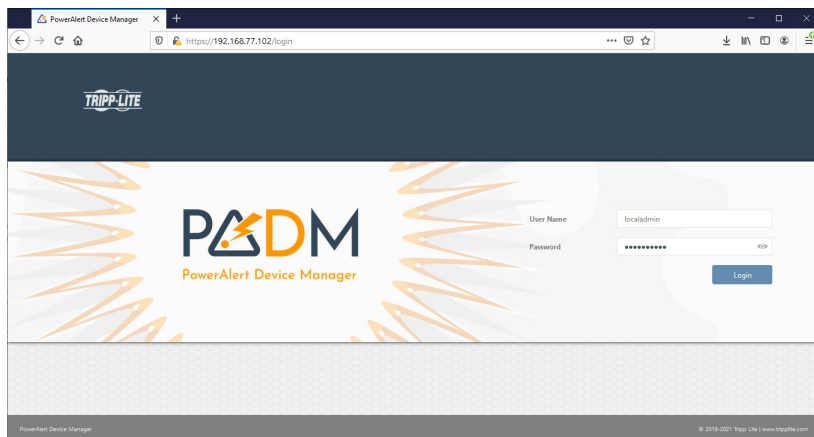 PowerAlert Device Manager
https://192.168.77.102/login
TRIPP·LITE
PADM
PowerAlert Device Manager
User Name
localadmin
Password
••••••••••
Login
PowerAlert Device Manager
© 2018-2021 Tripp Lite | www.tripplite.com